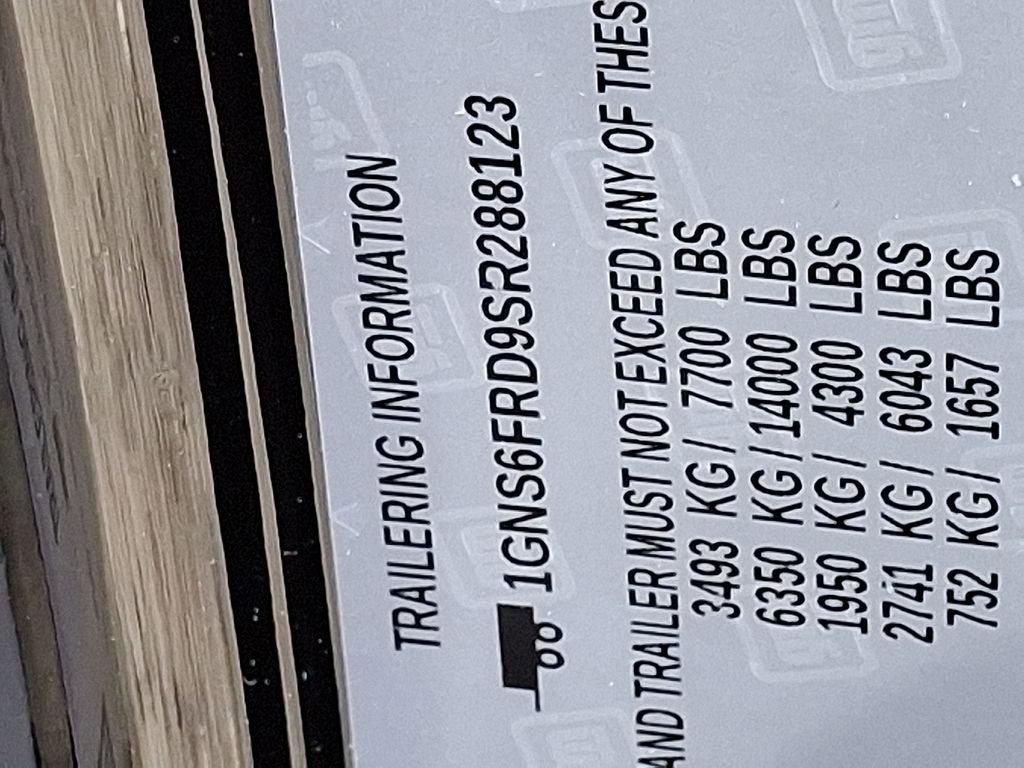 TRAILERING INFORMATION
1GNS6FRD9SR288123
AND TRAILER MUST NOT EXCEED ANY OF THES
3493 KG / 7700 LBS
6350 KG / 14000 LBS
1950 KG / 4300 LBS
2741 KG / 6043 LBS
752 KG / 1657 LBS
gm